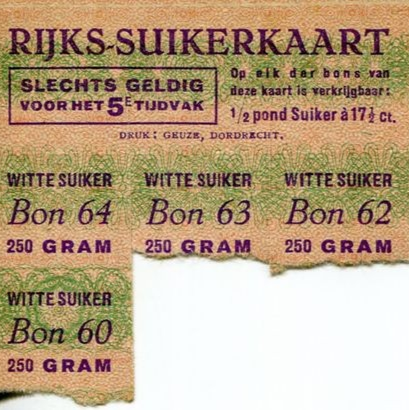 RIJKS-SUIKERKAART
SLECHTS GELDIG
VOOR HET 5E TIJDVAK
Op elk der bons van
deze kaart is verkrijgbaar:
1/2 pond Suiker à 17½ Ct.
DRUK: GEUZE, DORDRECHT.
WITTE SUIKER WITTE SUIKER WITTE SUIKER
Bon 64 Bon 63 Bon 62
250 GRAM 250 GRAM 250 GRAM
WITTE SUIKER
Bon 60
250 GRAM